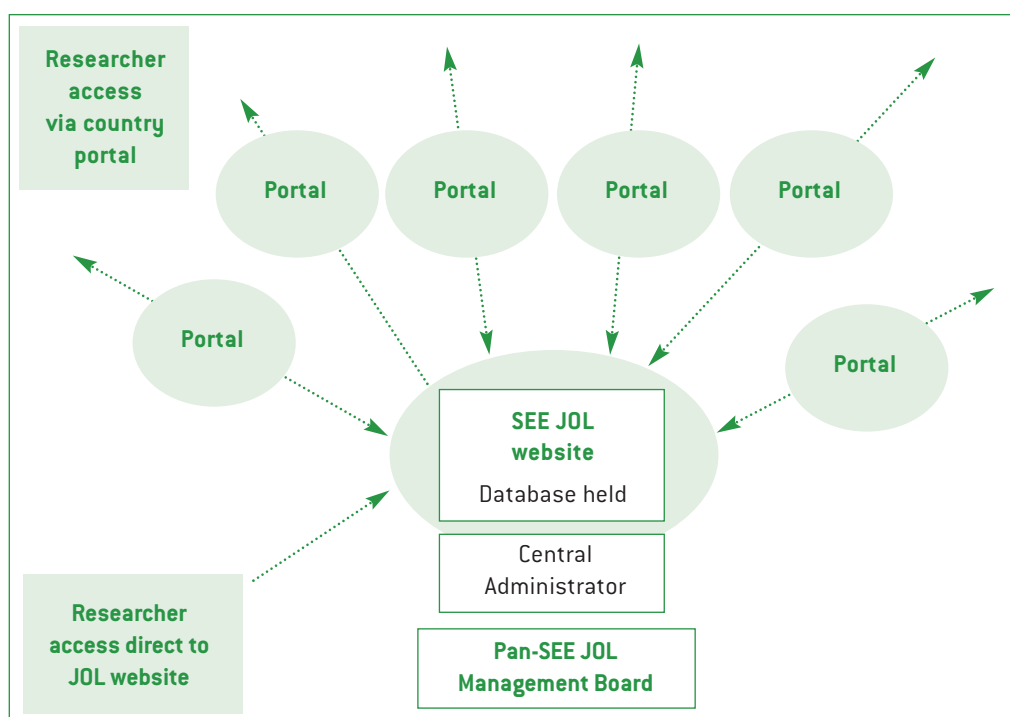 Researcher
access
via country
portal
Portal
Portal
Portal
Portal
Portal
Portal
SEE JOL
website
Database held
Central
Administrator
Researcher
access direct to
JOL website
Pan-SEE JOL
Management Board